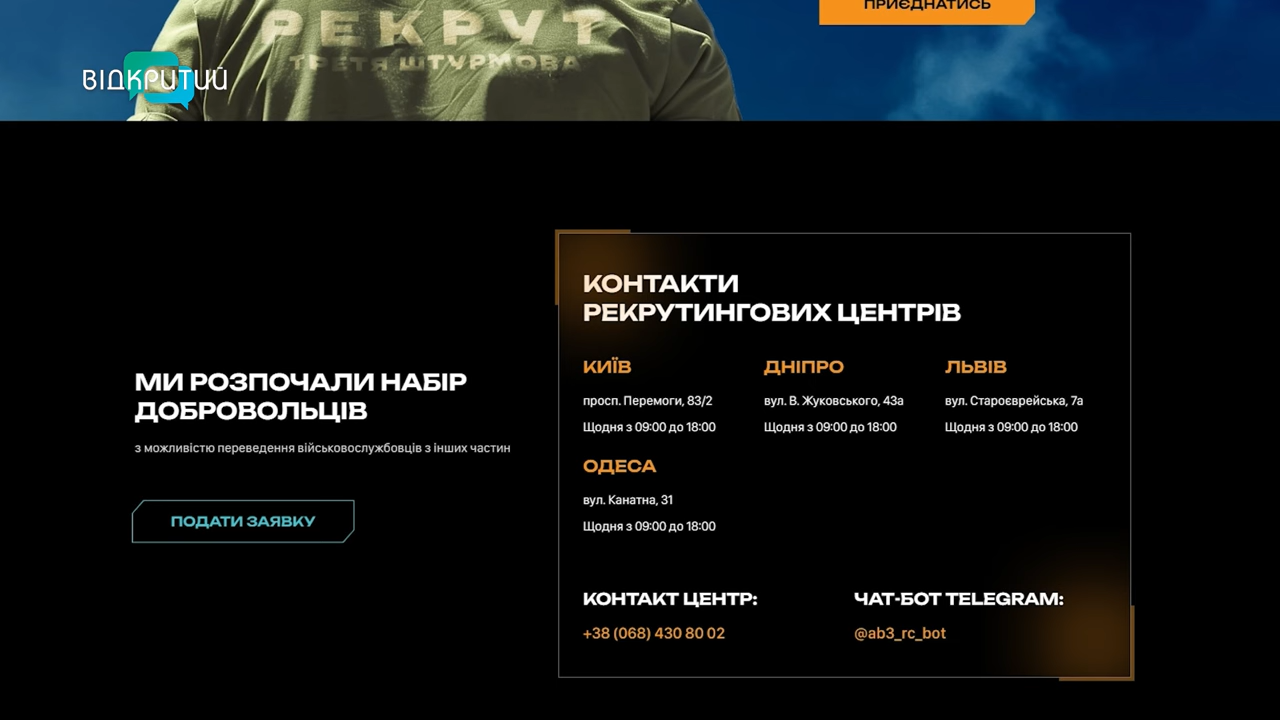 ПРИЄДНАТИСЬ
РЕКРУТ
ТРЕТЯ ШТУРМОВА
ВІДКРИТИЙ
КОНТАКТИ
РЕКРУТИНГОВИХ ЦЕНТРІВ
МИ РОЗПОЧАЛИ НАБІР
ДОБРОВОЛЬЦІВ
з можливістю переведення військовослужбовців з інших частин
ПОДАТИ ЗАЯВКУ
КИЇВ
просп. Перемоги, 83/2
Щодня з 09:00 до 18:00
ДНІПРО
вул. В. Жуковського, 43а
Щодня з 09:00 до 18:00
ЛЬВІВ
вул. Староєврейська, 7а
Щодня з 09:00 до 18:00
ОДЕСА
вул. Канатна, 31
Щодня з 09:00 до 18:00
КОНТАКТ ЦЕНТР:
+38 (068) 430 80 02
ЧАТ-БОТ TELEGRAM:
@ab3_rc_bot